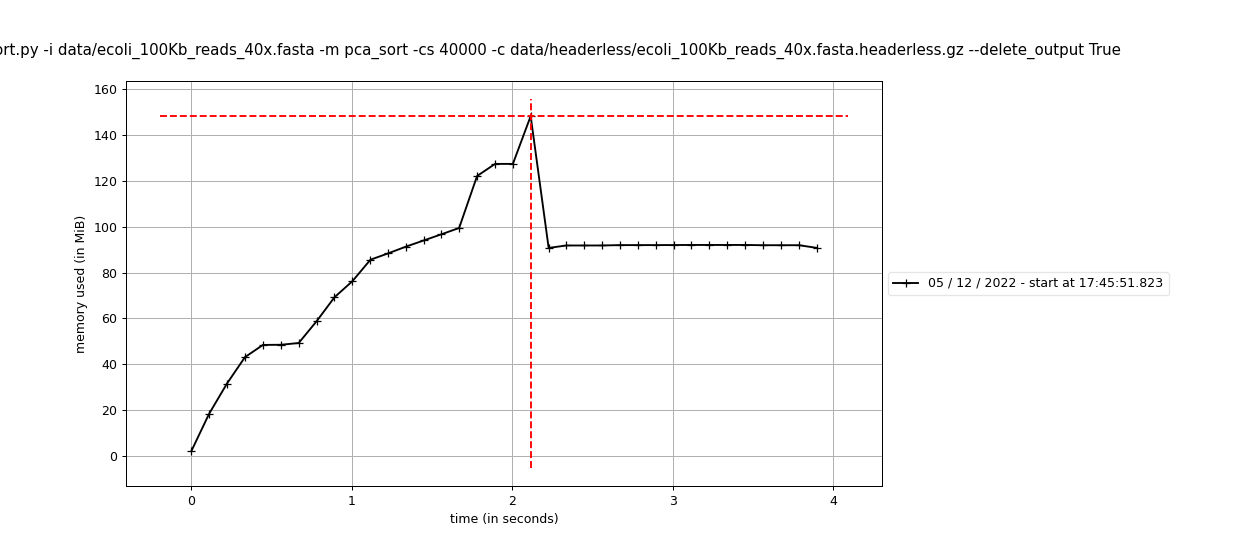 ort.py -i data/ecoli_100Kb_reads_40x.fasta -m pca_sort -cs 40000 -c data/headerless/ecoli_100Kb_reads_40x.fasta.headerless.gz --delete_output True
160
140
120
100
80
60
40
20
0
memory used (in MiB)
0 1 2 3 4
time (in seconds)
05 / 12 / 2022 - start at 17:45:51.823